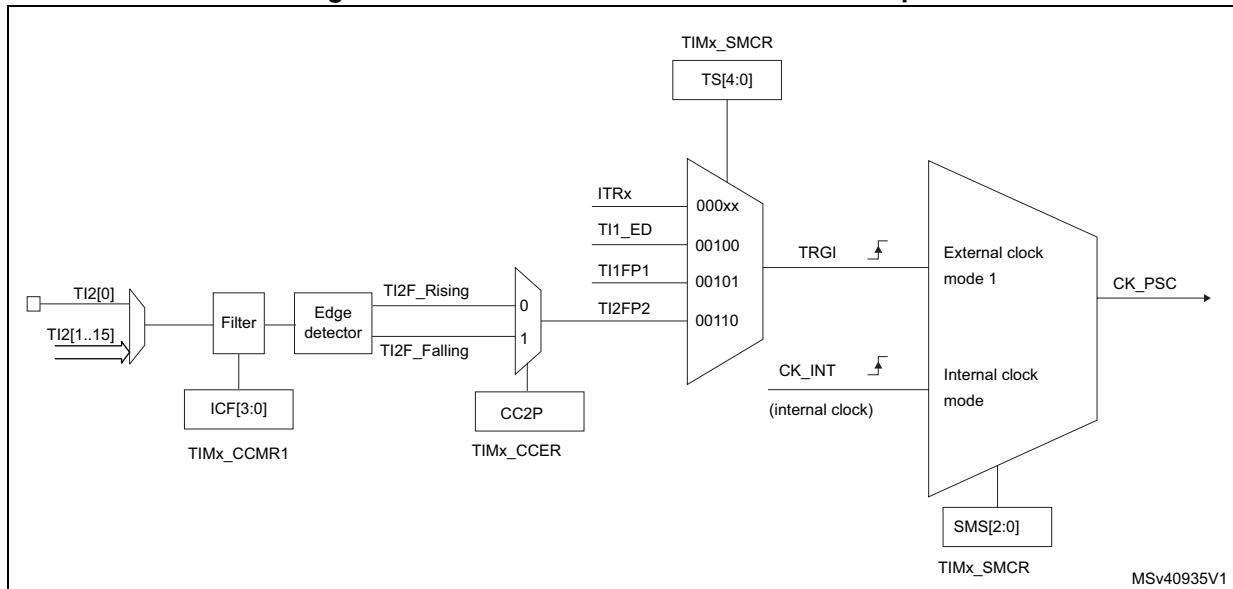 TIMx_SMCR
TS[4:0]
ITRx
000xx
TI1_ED
00100
TI1FP1
00101
TI2FP2
00110
TRGI
External clock
mode 1
CK_PSC
TI2[0]
TI2[1..15]
Filter
Edge
detector
TI2F_Rising
0
TI2F_Falling
1
CK_INT
(internal clock)
Internal clock
mode
ICF[3:0]
TIMx_CCMR1
CC2P
TIMx_CCER
SMS[2:0]
TIMx_SMCR
MSv40935V1